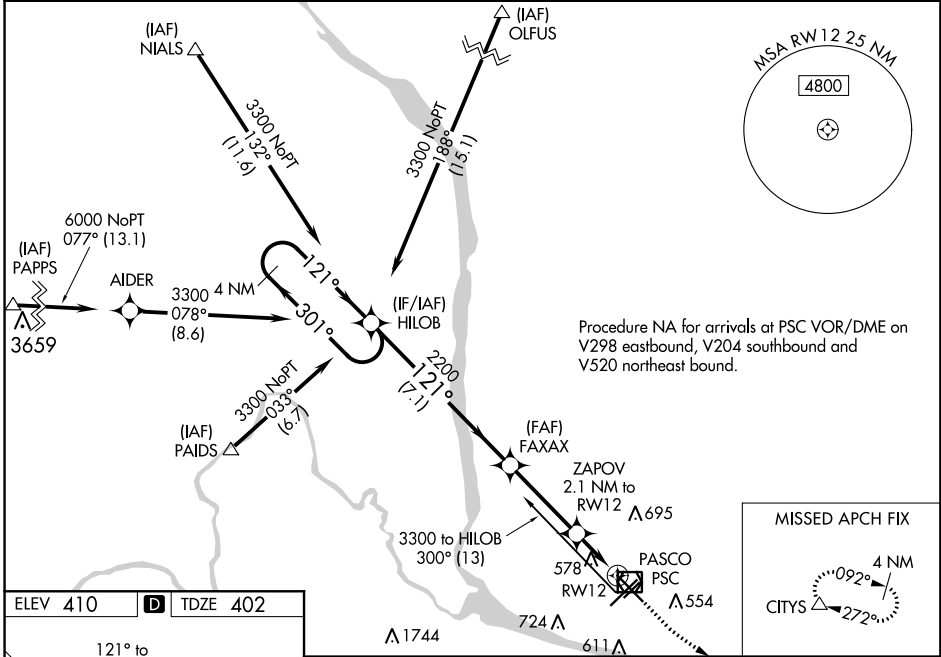 (IAF)
NIALS
(IAF)
OLFUS
MSA RW12 25 NM
4800
3300 NoPT
132°
(11.6)
3300 NoPT
188°
(15.1)
6000 NoPT
077° (13.1)
(IAF)
PAPPS
3659
AIDER
3300
078°
(8.6)
4 NM
121°
301°
(IF/IAF)
HILOB
Procedure NA for arrivals at PSC VOR/DME on
V298 eastbound, V204 southbound and
V520 northeast bound.
2200
121°
(7.1)
3300 NoPT
033°
(6.7)
(IAF)
PAIDS
(FAF)
FAXAX
ZAPOV
2.1 NM to
RW12
695
3300 to HILOB
300° (13)
578
RW12
PASCO
PSC
554
724
611
1744
MISSED APCH FIX
4 NM
092°
CITYS
272°
ELEV 410
D
TDZE 402
121° to